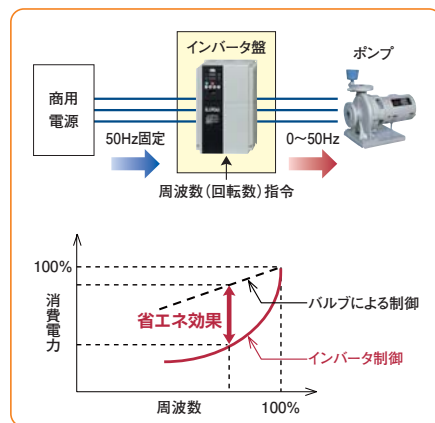 インバータ盤
ポンプ
商用
電源
50Hz固定
0〜50Hz
周波数（回転数）指令
100%
消費電力
省エネ効果
バルブによる制御
インバータ制御
周波数
100%